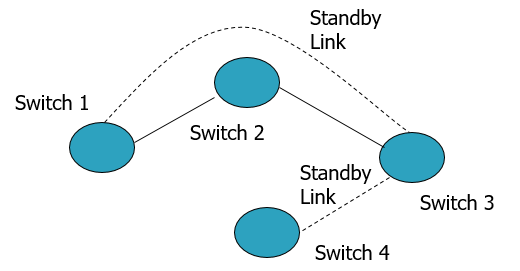 Standby
Link
Switch 1
Switch 2
Standby
Link
Switch 3
Switch 4